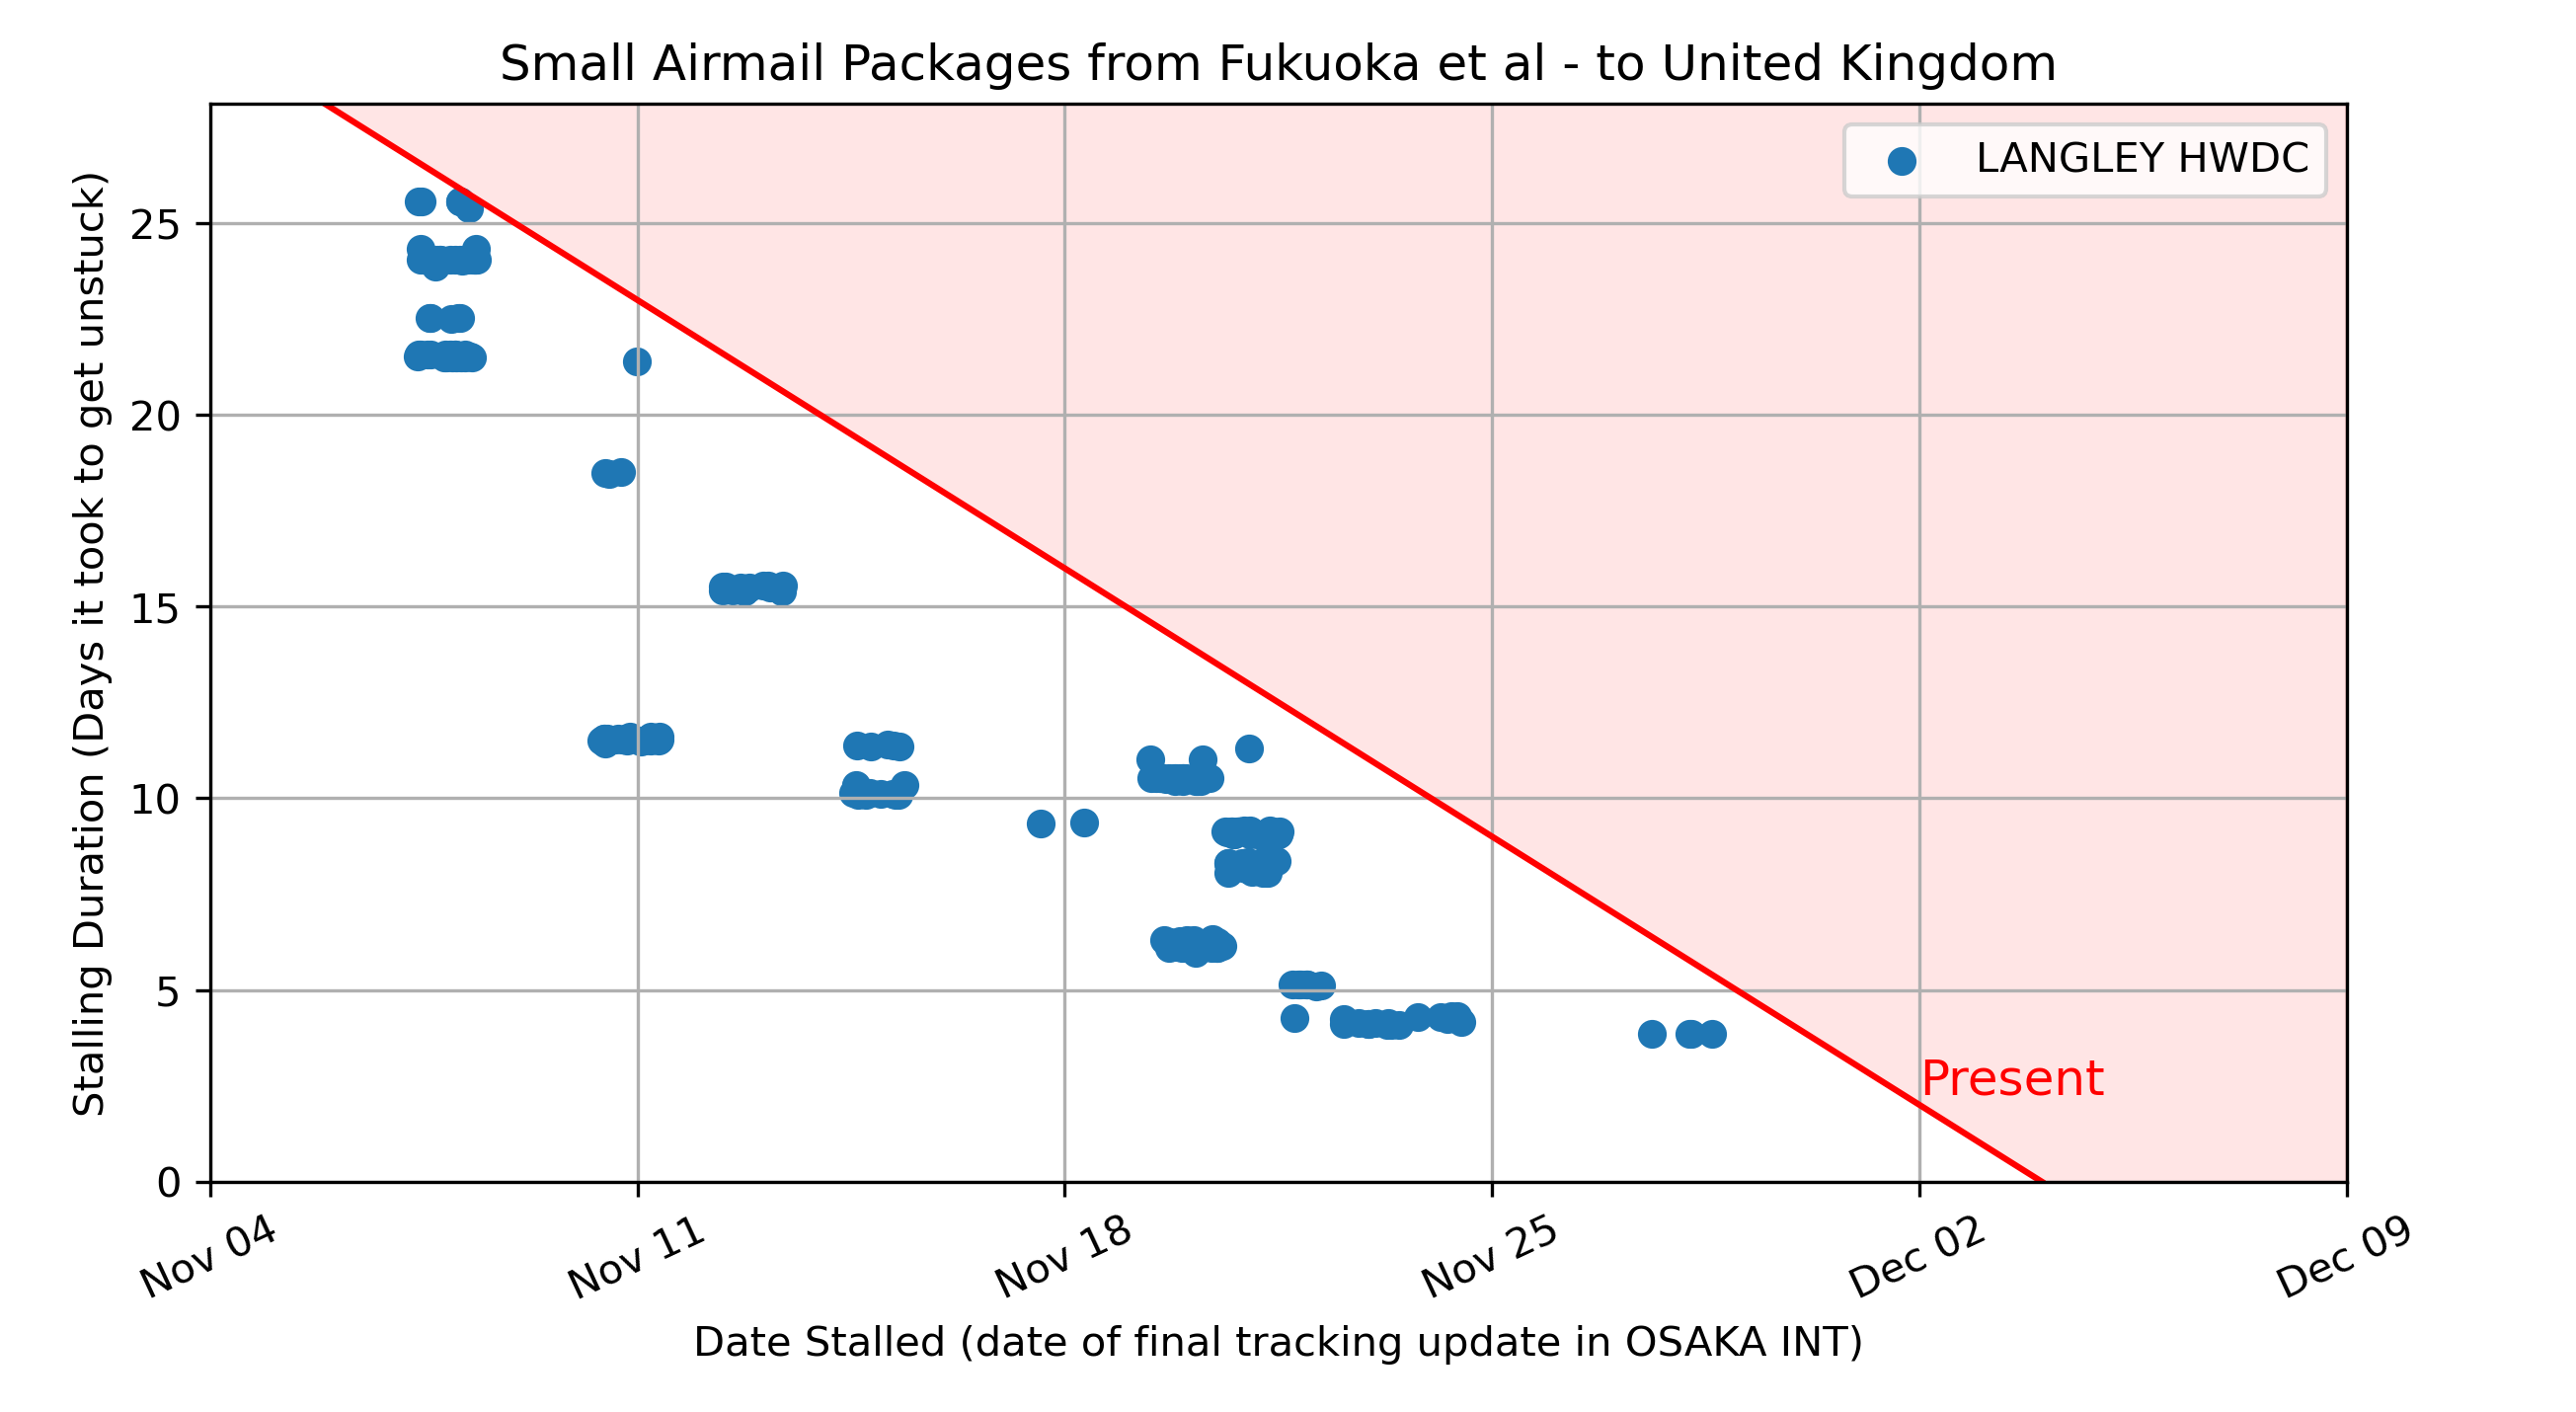 Small Airmail Packages from Fukuoka et al - to United Kingdom
LANGLEY HWDC
Stalling Duration (Days it took to get unstuck)
25
20
15
10
5
0
Present
Nov 04
Nov 11
Nov 18
Nov 25
Dec 02
Dec 09
Date Stalled (date of final tracking update in OSAKA INT)